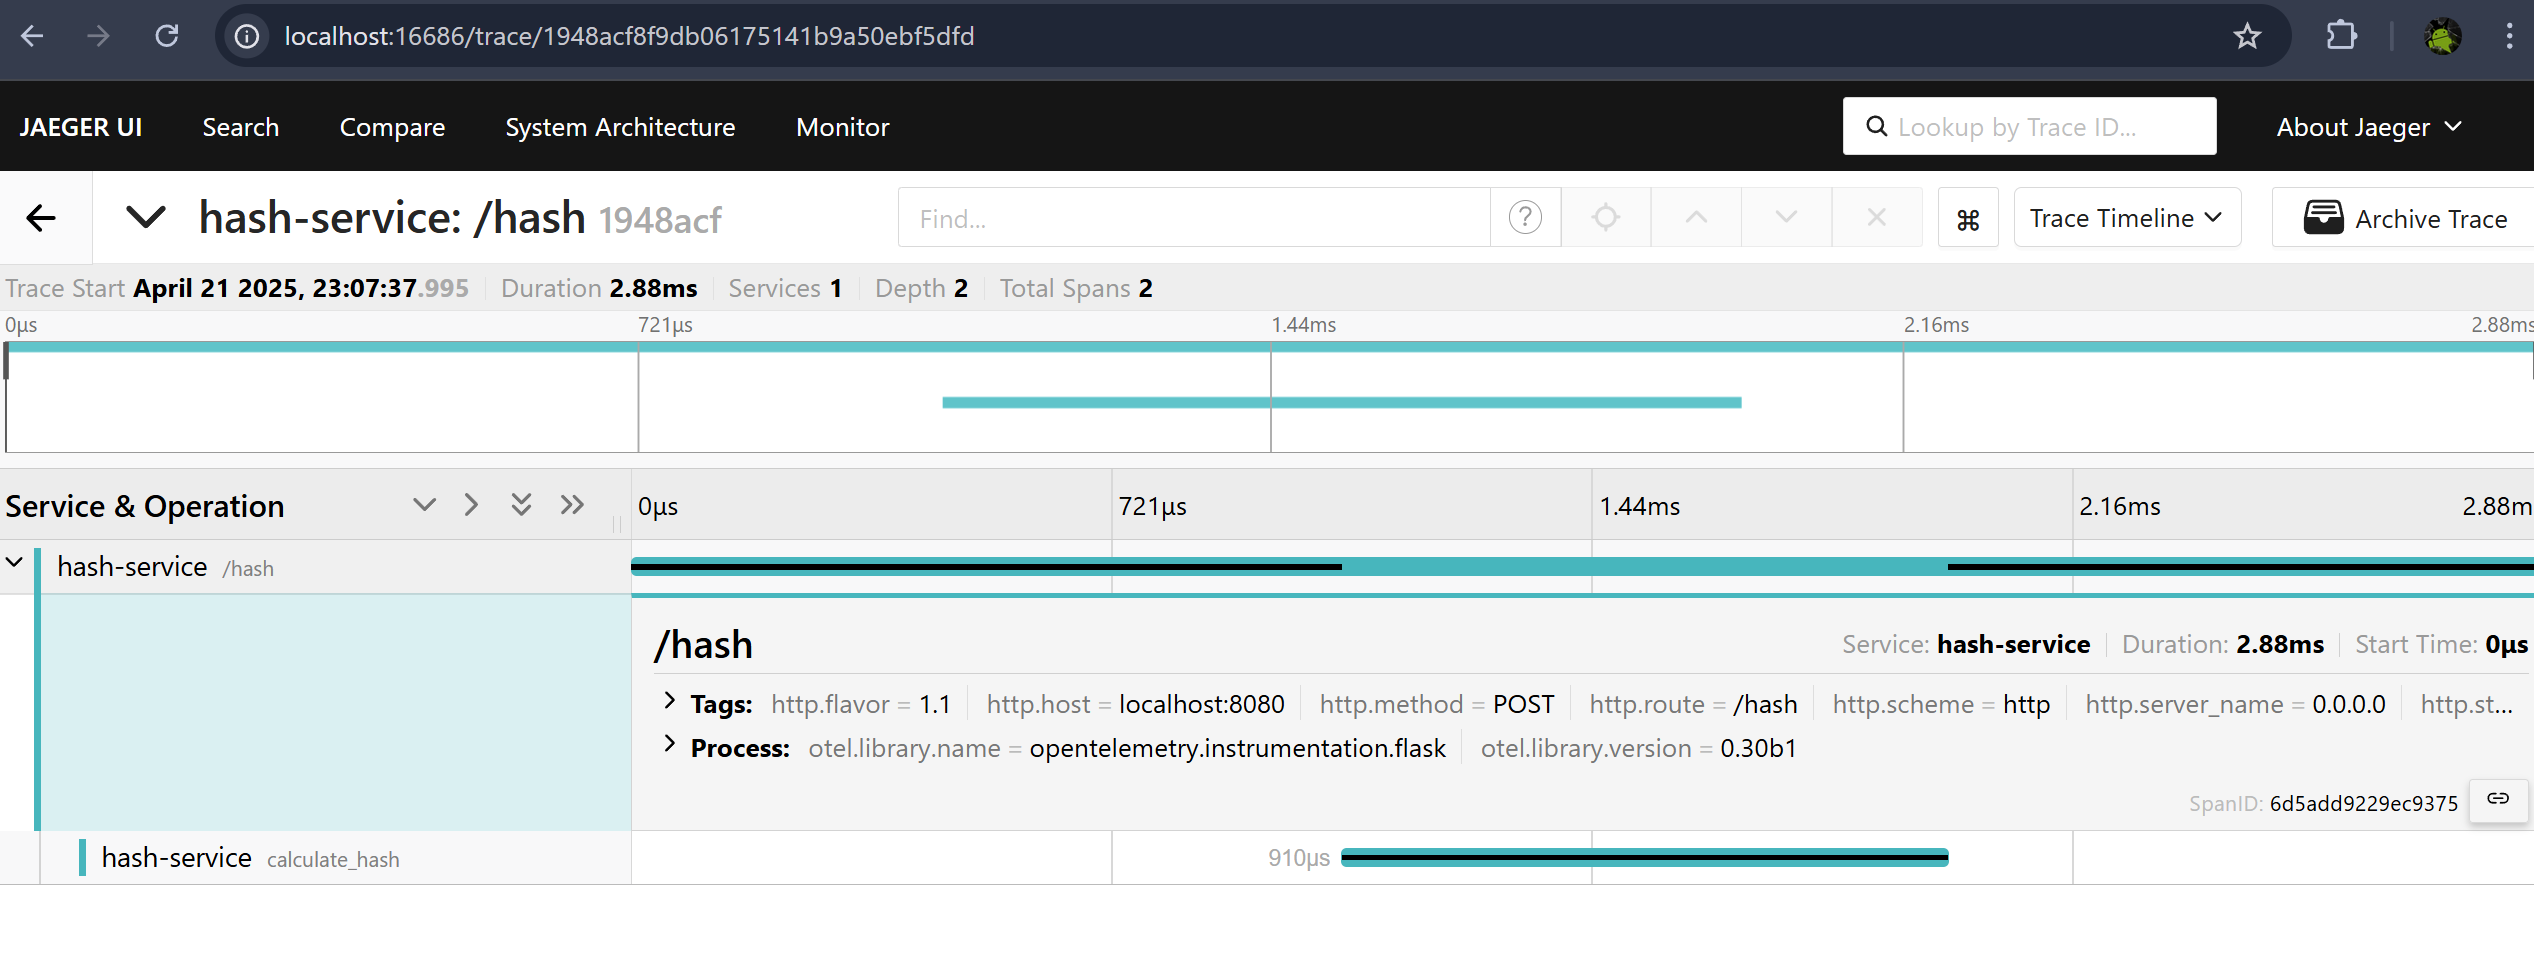 localhost:16686/trace/1948acf8f9db06175141b9a50ebf5dfd
JAEGER UI Search Compare System Architecture Monitor Lookup by Trace ID... About Jaeger
hash-service: /hash 1948acf Find... ? ⌘ Trace Timeline Archive Trace
Trace Start April 21 2025, 23:07:37.995 Duration 2.88ms Services 1 Depth 2 Total Spans 2
0μs 721μs 1.44ms 2.16ms 2.88ms
Service & Operation 0μs 721μs 1.44ms 2.16ms 2.88m
hash-service /hash
/hash Service: hash-service Duration: 2.88ms Start Time: 0μs
Tags: http.flavor = 1.1 http.host = localhost:8080 http.method = POST http.route = /hash http.scheme = http http.server_name = 0.0.0.0 http.st...
Process: otel.library.name = opentelemetry.instrumentation.flask otel.library.version = 0.30b1
SpanID: 6d5add9229ec9375
hash-service calculate_hash 910μs